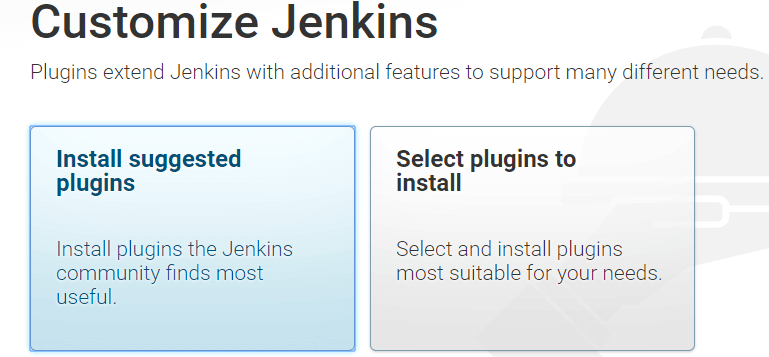 Customize Jenkins
Plugins extend Jenkins with additional features to support many different needs.
Install suggested
plugins
Install plugins the Jenkins
community finds most
useful.
Select plugins to
install
Select and install plugins
most suitable for your needs.